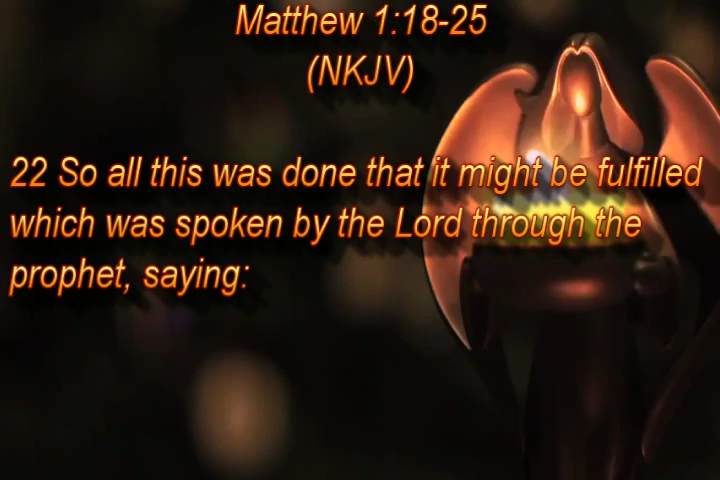 Matthew 1:18-25
(NKJV)
22 So all this was done that it might be fulfilled
which was spoken by the Lord through the
prophet, saying: